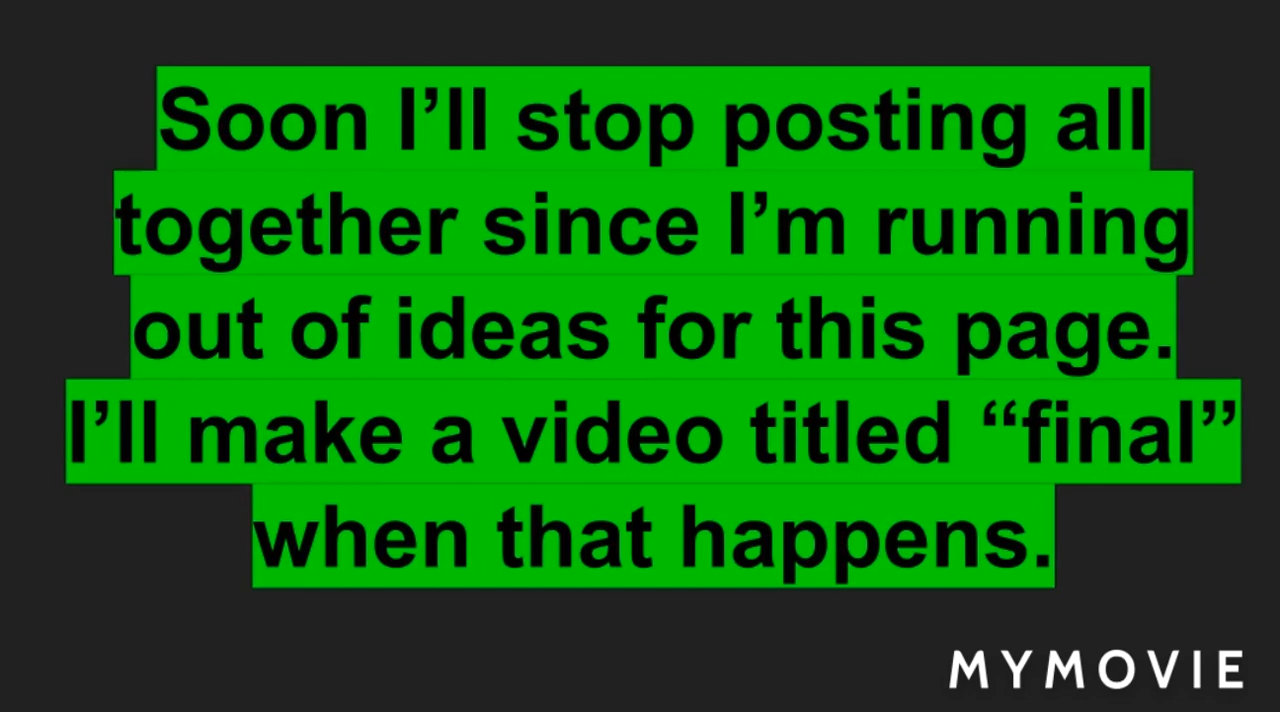 Soon I’ll stop posting all
together since I’m running
out of ideas for this page.
I’ll make a video titled “final”
when that happens.
MYMOVIE